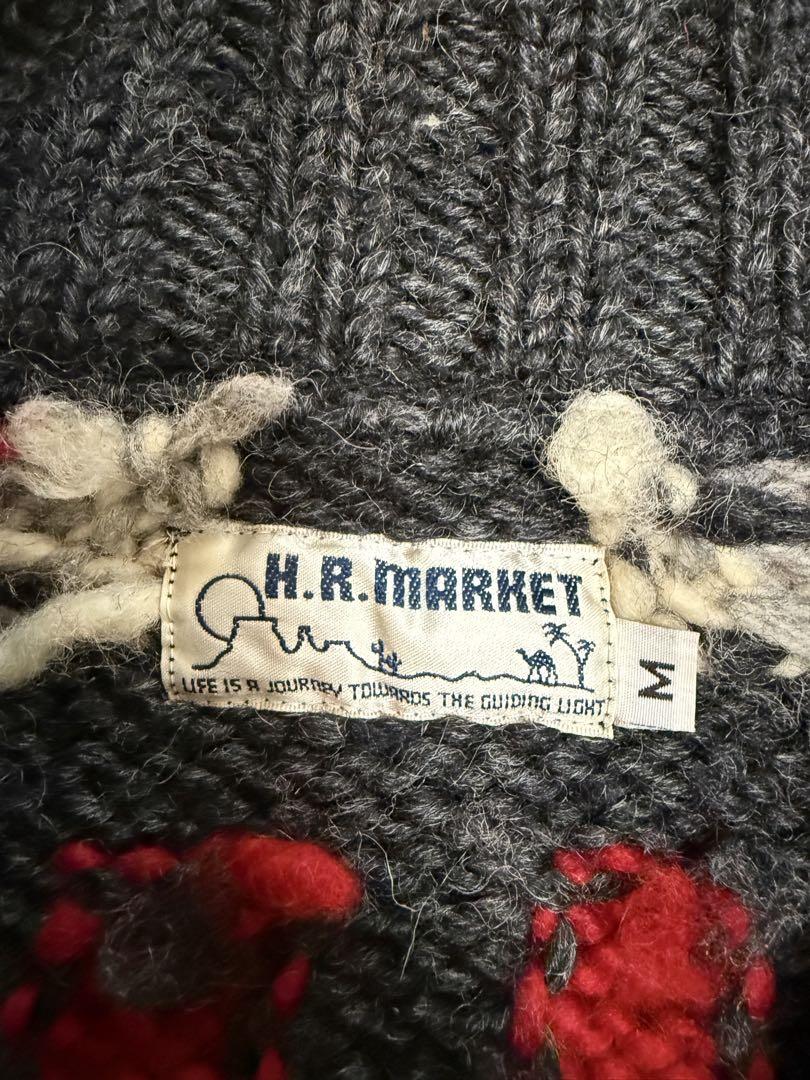 H.R.MARKET
LIFE IS A JOURNEY TOWARDS THE GUIDING LIGHT
M